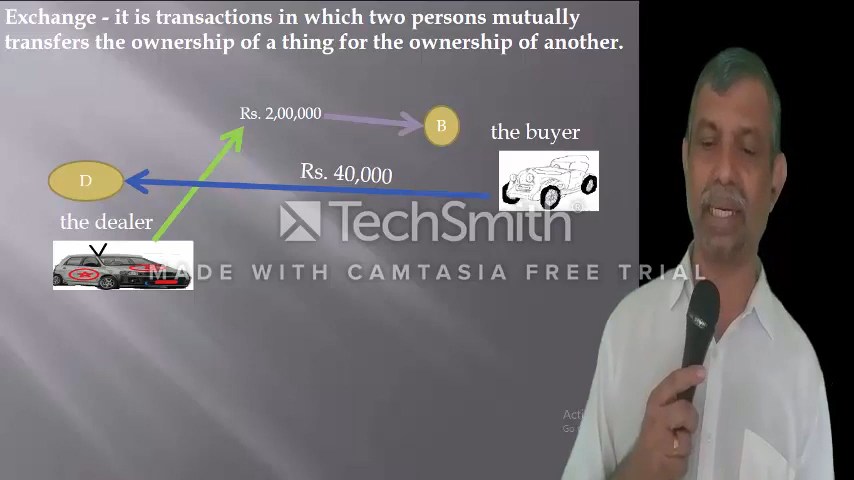 Exchange - it is transactions in which two persons mutually
transfers the ownership of a thing for the ownership of another.
Rs. 2,00,000
B
the buyer
Rs. 40,000
D
the dealer
TechSmith
MADE WITH CAMTASIA FREE TRIAL